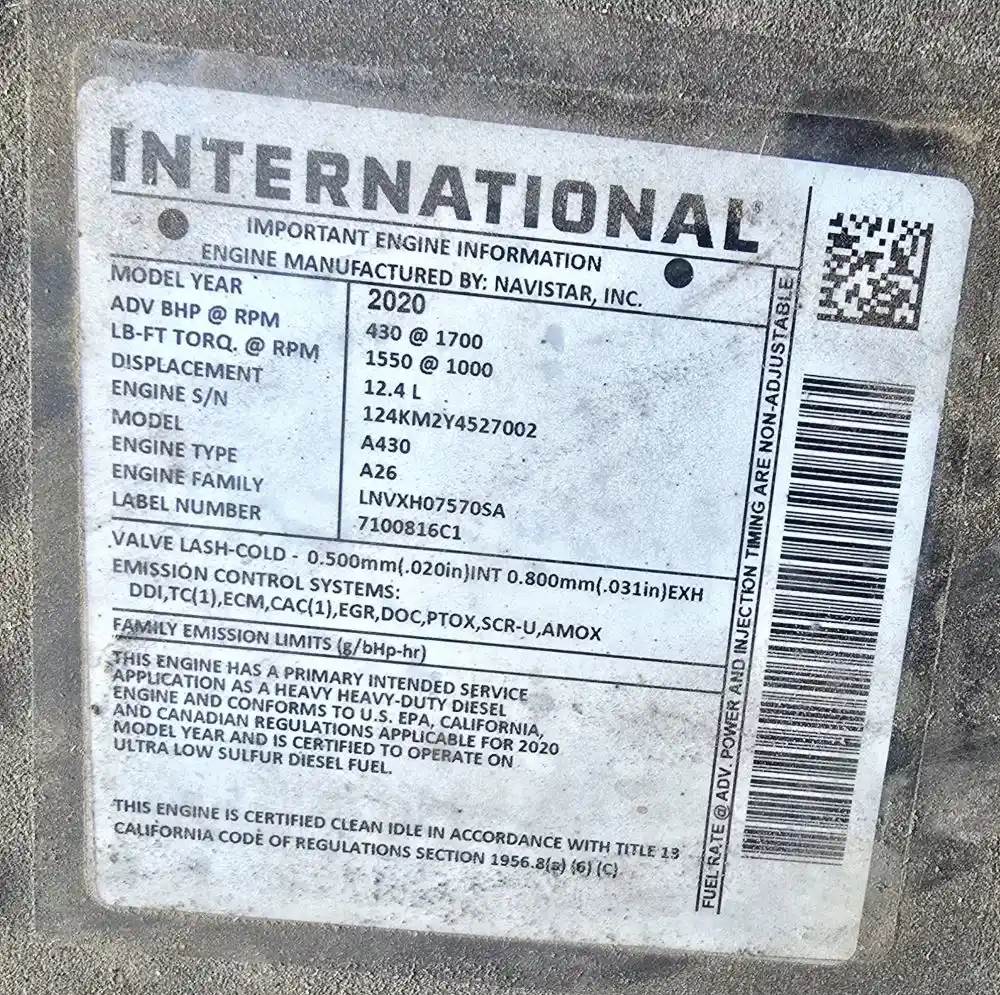 INTERNATIONAL®
IMPORTANT ENGINE INFORMATION
ENGINE MANUFACTURED BY: NAVISTAR, INC.
MODEL YEAR 2020
ADV BHP @ RPM 430 @ 1700
LB-FT TORQ. @ RPM 1550 @ 1000
DISPLACEMENT 12.4 L
ENGINE S/N 124KM2Y4527002
MODEL A430
ENGINE TYPE A26
ENGINE FAMILY LNVXH07570SA
LABEL NUMBER 7100816C1
VALVE LASH-COLD - 0.500mm(.020in)INT 0.800mm(.031in)EXH
EMISSION CONTROL SYSTEMS:
DDI,TC(1),ECM,CAC(1),EGR,DOC,PTOX,SCR-U,AMOX
FAMILY EMISSION LIMITS (g/bHp-hr)
THIS ENGINE HAS A PRIMARY INTENDED SERVICE
APPLICATION AS A HEAVY HEAVY-DUTY DIESEL
ENGINE AND CONFORMS TO U.S. EPA, CALIFORNIA,
AND CANADIAN REGULATIONS APPLICABLE FOR 2020
MODEL YEAR AND IS CERTIFIED TO OPERATE ON
ULTRA LOW SULFUR DIESEL FUEL.
THIS ENGINE IS CERTIFIED CLEAN IDLE IN ACCORDANCE WITH TITLE 13
CALIFORNIA CODE OF REGULATIONS SECTION 1956.8(a) (6) (C)
FUEL RATE @ ADV. POWER AND INJECTION TIMING ARE NON-ADJUSTABLE